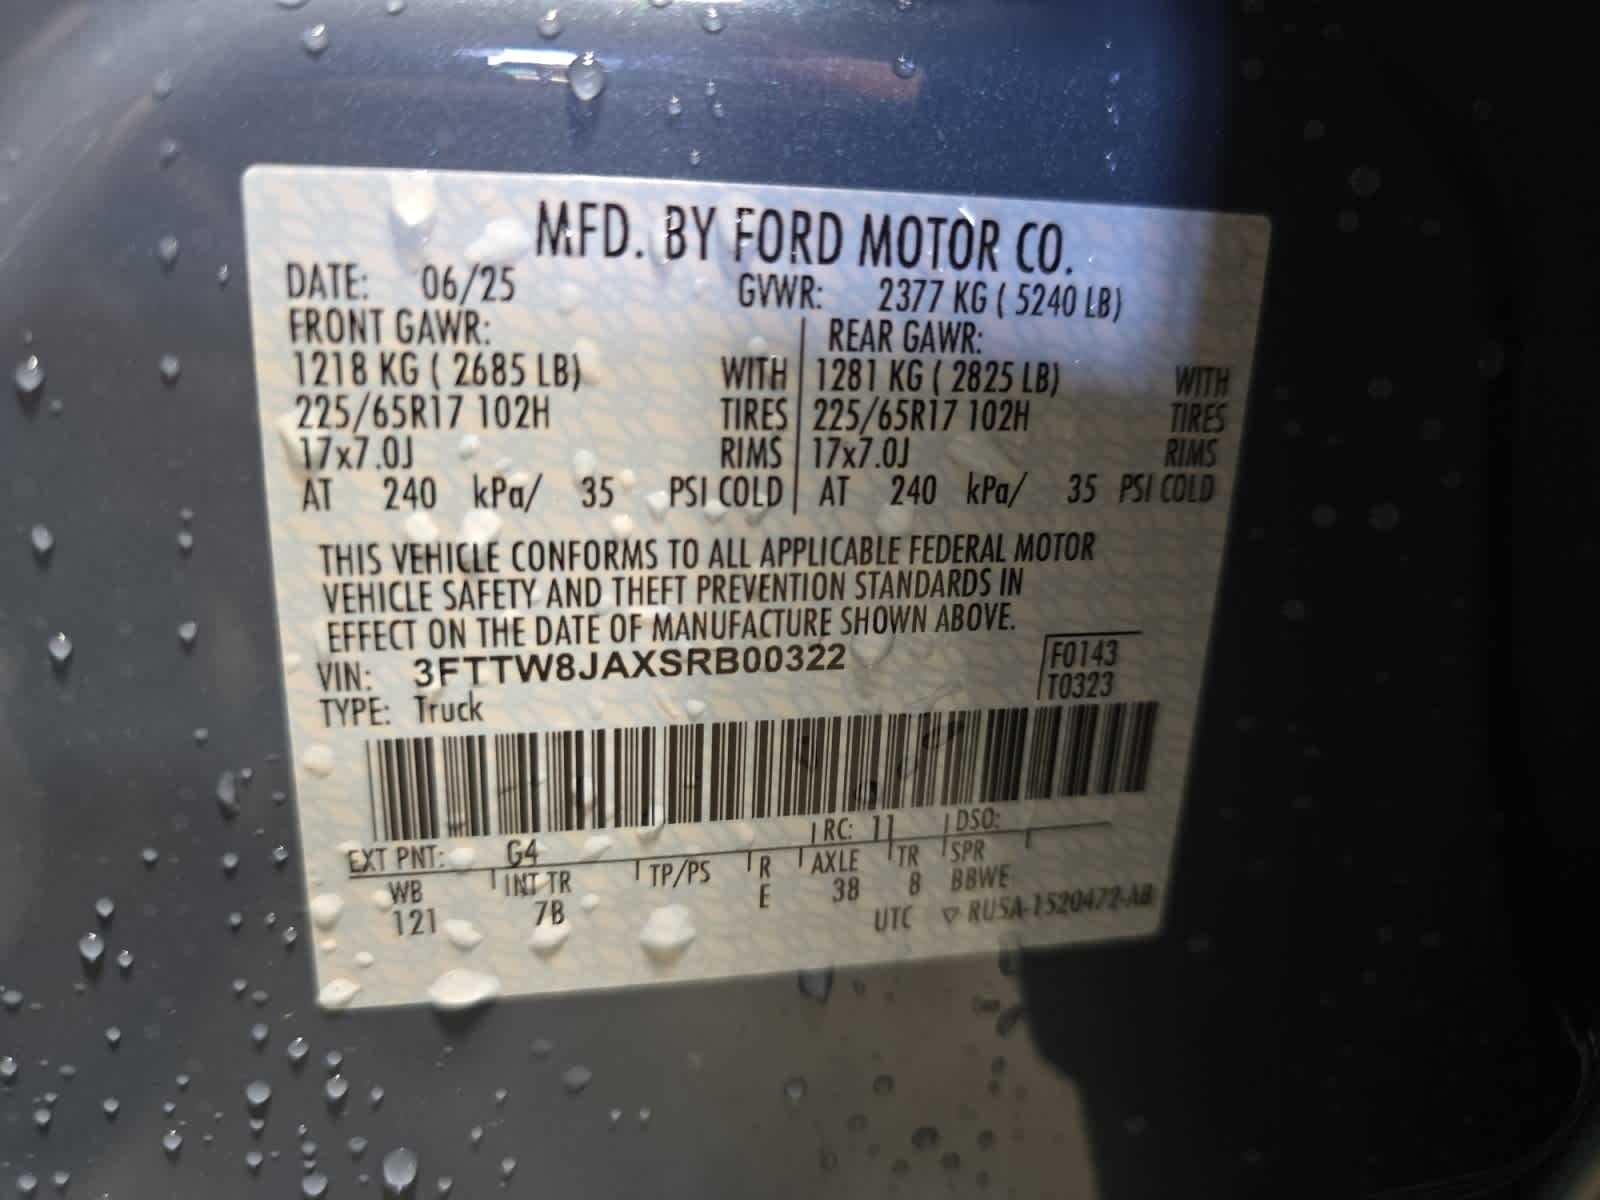 MFD. BY FORD MOTOR CO.
DATE: 06/25 GVWR: 2377 KG ( 5240 LB)
FRONT GAWR: REAR GAWR:
1218 KG ( 2685 LB) WITH 1281 KG ( 2825 LB) WITH
225/65R17 102H TIRES 225/65R17 102H TIRES
17x7.0J RIMS 17x7.0J RIMS
AT 240 kPa/ 35 PSI COLD AT 240 kPa/ 35 PSI COLD
THIS VEHICLE CONFORMS TO ALL APPLICABLE FEDERAL MOTOR
VEHICLE SAFETY AND THEFT PREVENTION STANDARDS IN
EFFECT ON THE DATE OF MANUFACTURE SHOWN ABOVE.
VIN: 3FTTW8JAXSRB00322 F0143
TYPE: Truck T0323
EXT PNT: G4 RC: 11 DSO:
WB INT TR TP/PS R AXLE TR SPR
121 7B E 38 8 BBWE
UTC ▽ RU5A-1520472-AB